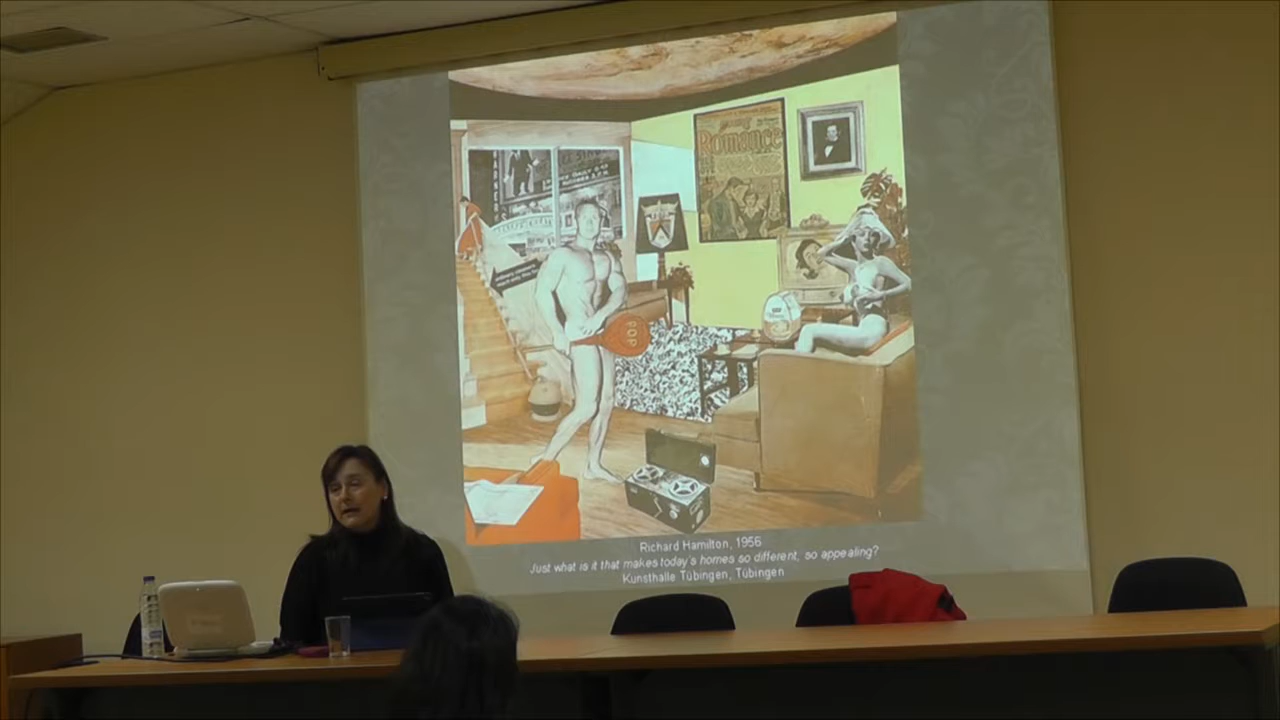 Young
Romance
POP
Richard Hamilton, 1956
Just what is it that makes today's homes so different, so appealing?
Kunsthalle Tübingen, Tübingen